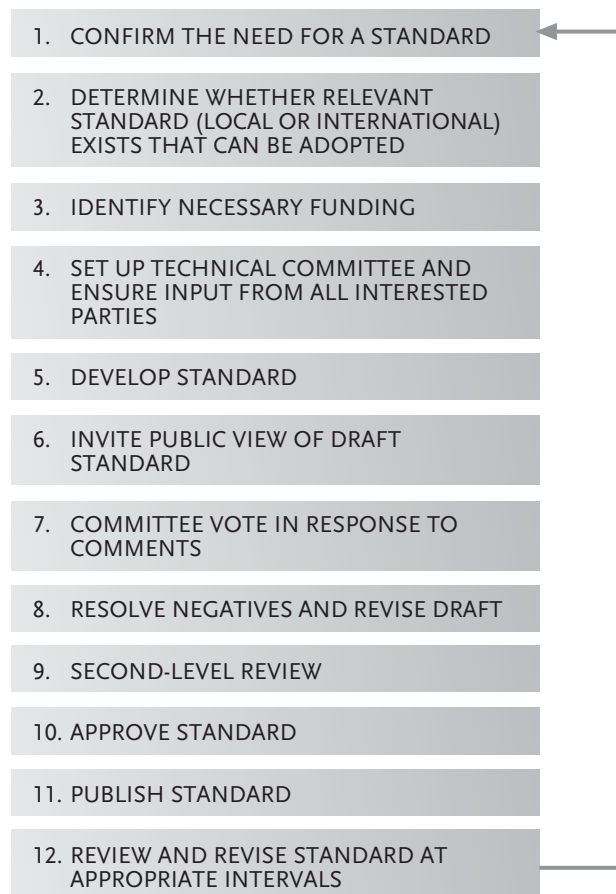 1. CONFIRM THE NEED FOR A STANDARD
2. DETERMINE WHETHER RELEVANT
STANDARD (LOCAL OR INTERNATIONAL)
EXISTS THAT CAN BE ADOPTED
3. IDENTIFY NECESSARY FUNDING
4. SET UP TECHNICAL COMMITTEE AND
ENSURE INPUT FROM ALL INTERESTED
PARTIES
5. DEVELOP STANDARD
6. INVITE PUBLIC VIEW OF DRAFT
STANDARD
7. COMMITTEE VOTE IN RESPONSE TO
COMMENTS
8. RESOLVE NEGATIVES AND REVISE DRAFT
9. SECOND-LEVEL REVIEW
10. APPROVE STANDARD
11. PUBLISH STANDARD
12. REVIEW AND REVISE STANDARD AT
APPROPRIATE INTERVALS